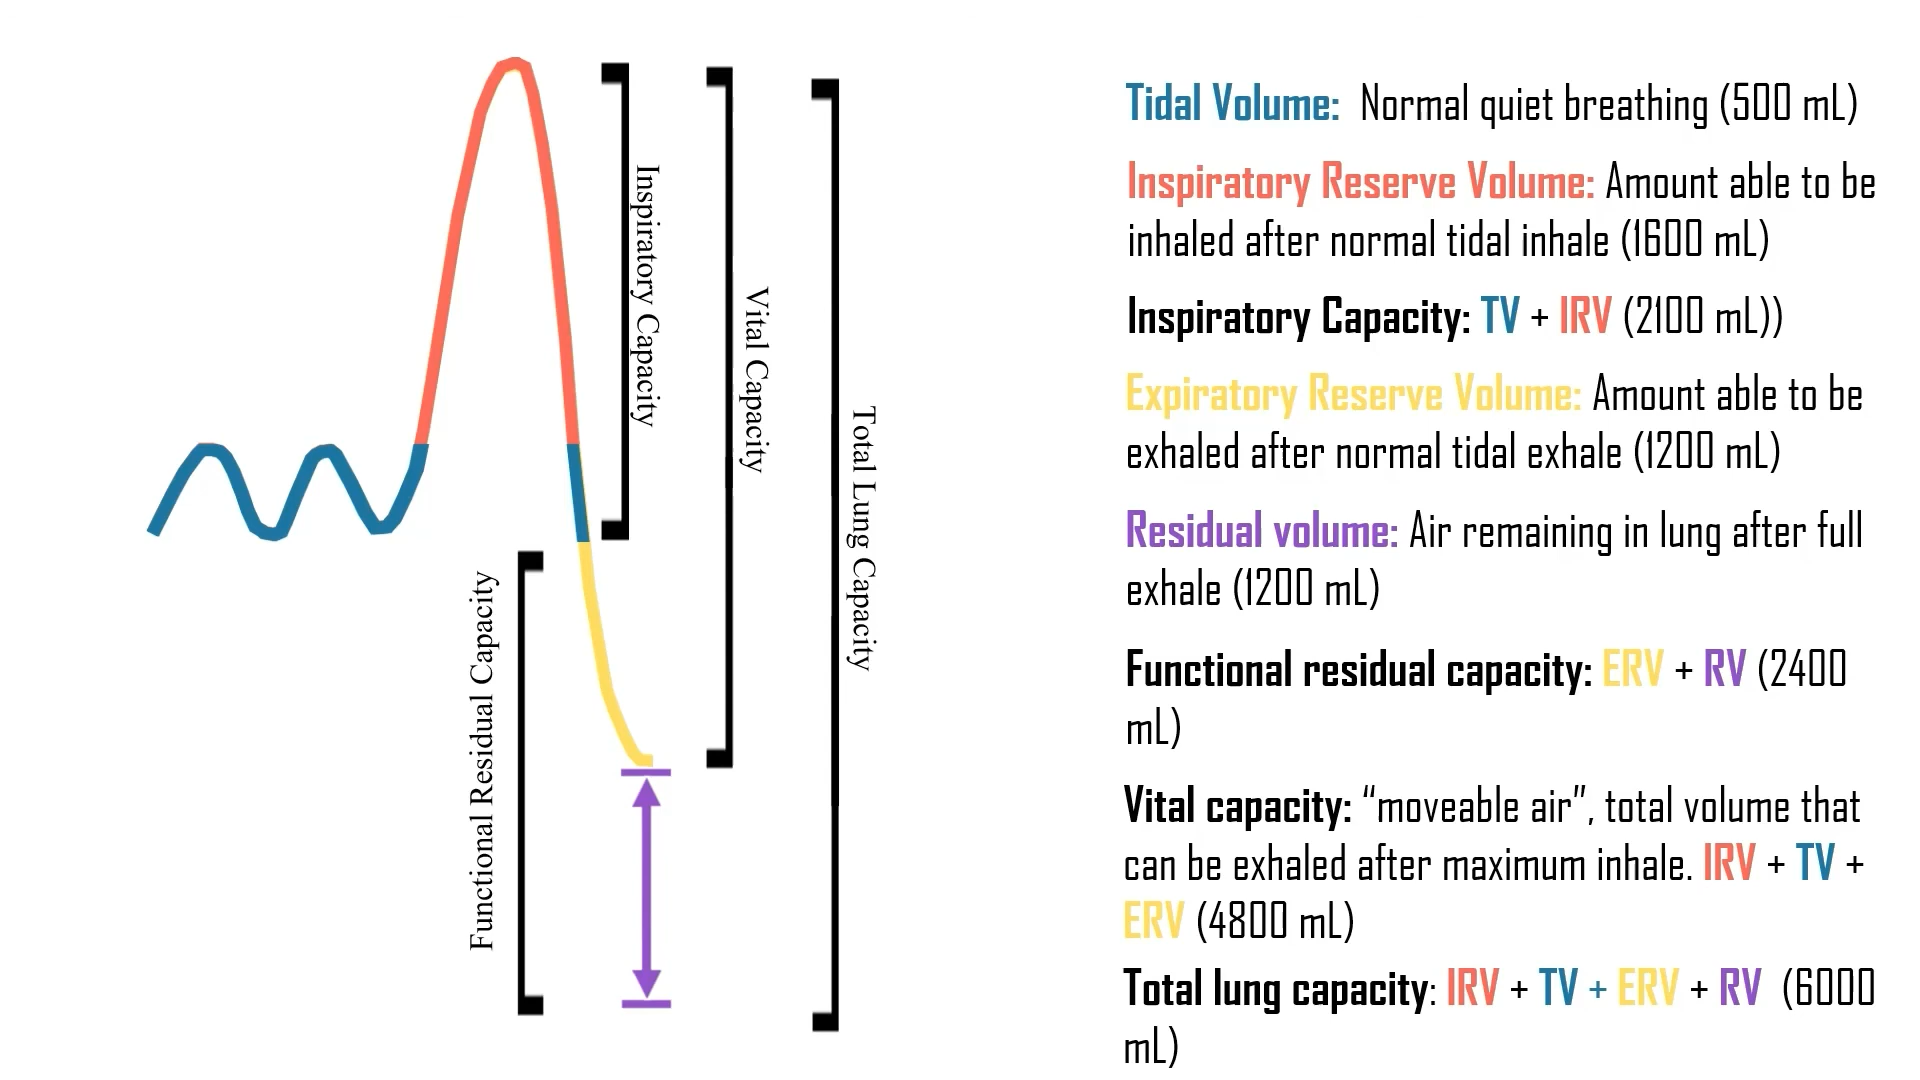 Inspiratory Capacity
Vital Capacity
Total Lung Capacity
Functional Residual Capacity
Tidal Volume: Normal quiet breathing (500 mL)
Inspiratory Reserve Volume: Amount able to be
inhaled after normal tidal inhale (1600 mL)
Inspiratory Capacity: TV + IRV (2100 mL))
Expiratory Reserve Volume: Amount able to be
exhaled after normal tidal exhale (1200 mL)
Residual volume: Air remaining in lung after full
exhale (1200 mL)
Functional residual capacity: ERV + RV (2400
mL)
Vital capacity: “moveable air”, total volume that
can be exhaled after maximum inhale. IRV + TV +
ERV (4800 mL)
Total lung capacity: IRV + TV + ERV + RV (6000
mL)